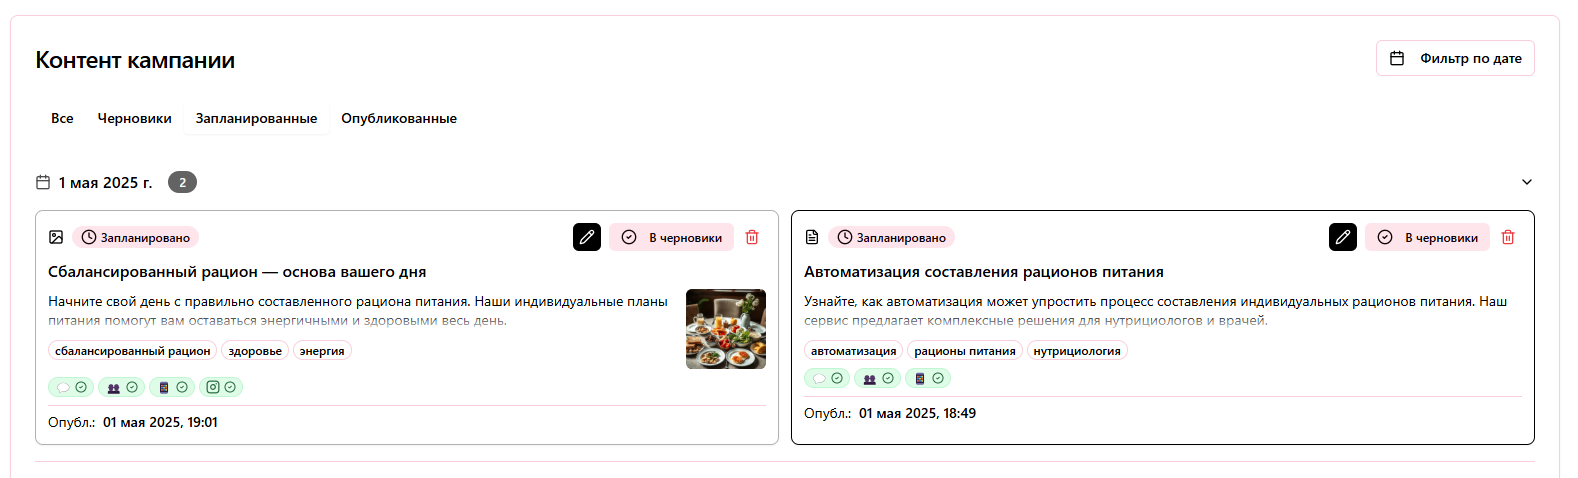 Контент кампании
Фильтр по дате
Все Черновики Запланированные Опубликованные
1 мая 2025 г. 2
Запланировано В черновики
Сбалансированный рацион — основа вашего дня
Начните свой день с правильно составленного рациона питания. Наши индивидуальные планы
питания помогут вам оставаться энергичными и здоровыми весь день.
сбалансированный рацион здоровье энергия
Опубл.: 01 мая 2025, 19:01
Запланировано В черновики
Автоматизация составления рационов питания
Узнайте, как автоматизация может упростить процесс составления индивидуальных рационов питания. Наш
сервис предлагает комплексные решения для нутрициологов и врачей.
автоматизация рационы питания нутрициология
Опубл.: 01 мая 2025, 18:49